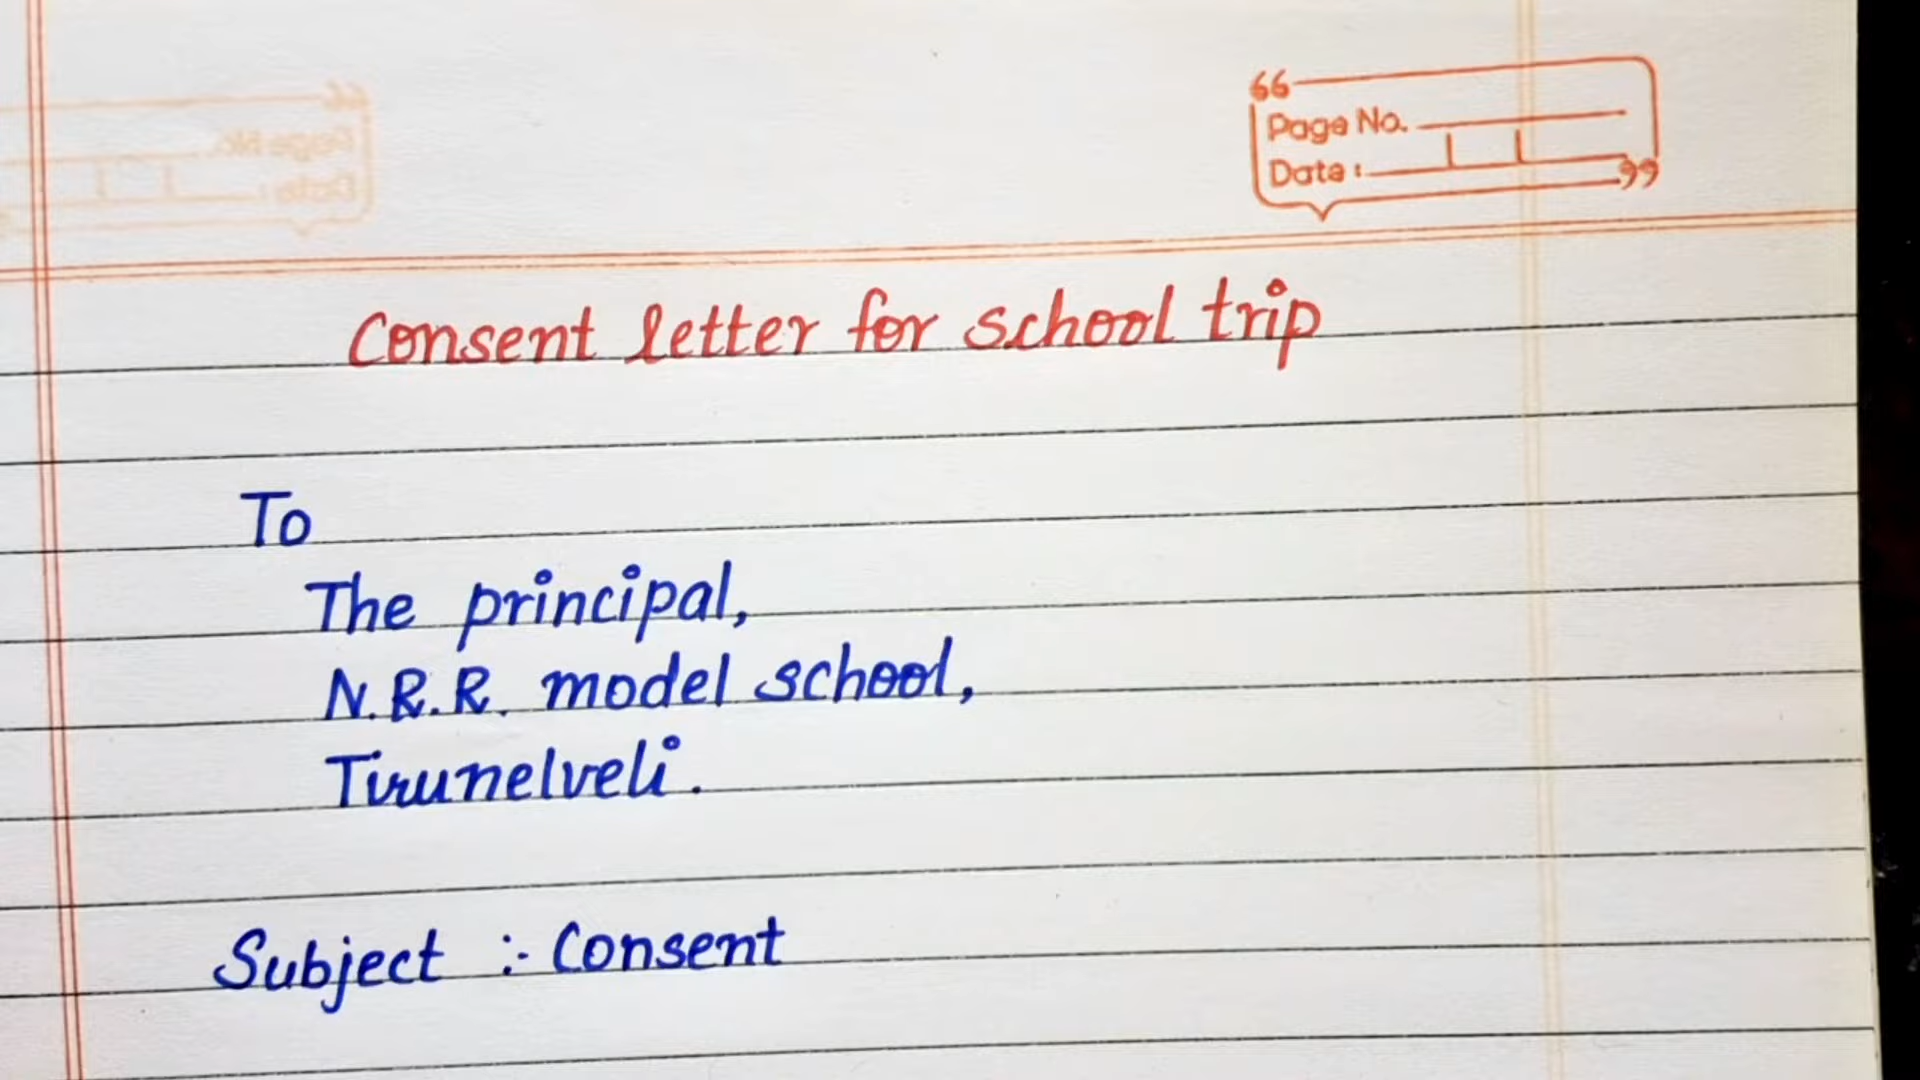 “
Page No.
Date :
”
Consent letter for school trip
To
The principal,
N.R.R. model school,
Tirunelveli.
Subject :- Consent